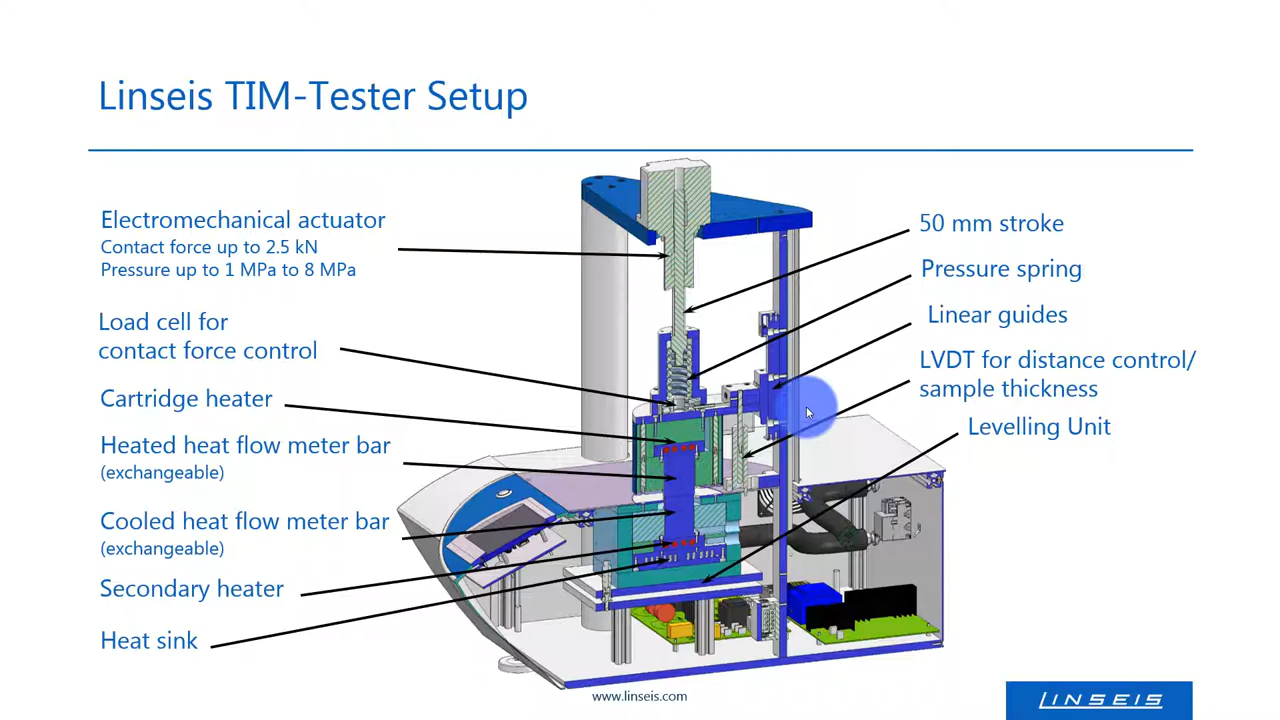 Linseis TIM-Tester Setup
Electromechanical actuator
Contact force up to 2.5 kN
Pressure up to 1 MPa to 8 MPa
Load cell for
contact force control
Cartridge heater
Heated heat flow meter bar
(exchangeable)
Cooled heat flow meter bar
(exchangeable)
Secondary heater
Heat sink
50 mm stroke
Pressure spring
Linear guides
LVDT for distance control/
sample thickness
Levelling Unit
www.linseis.com
LINSEIS